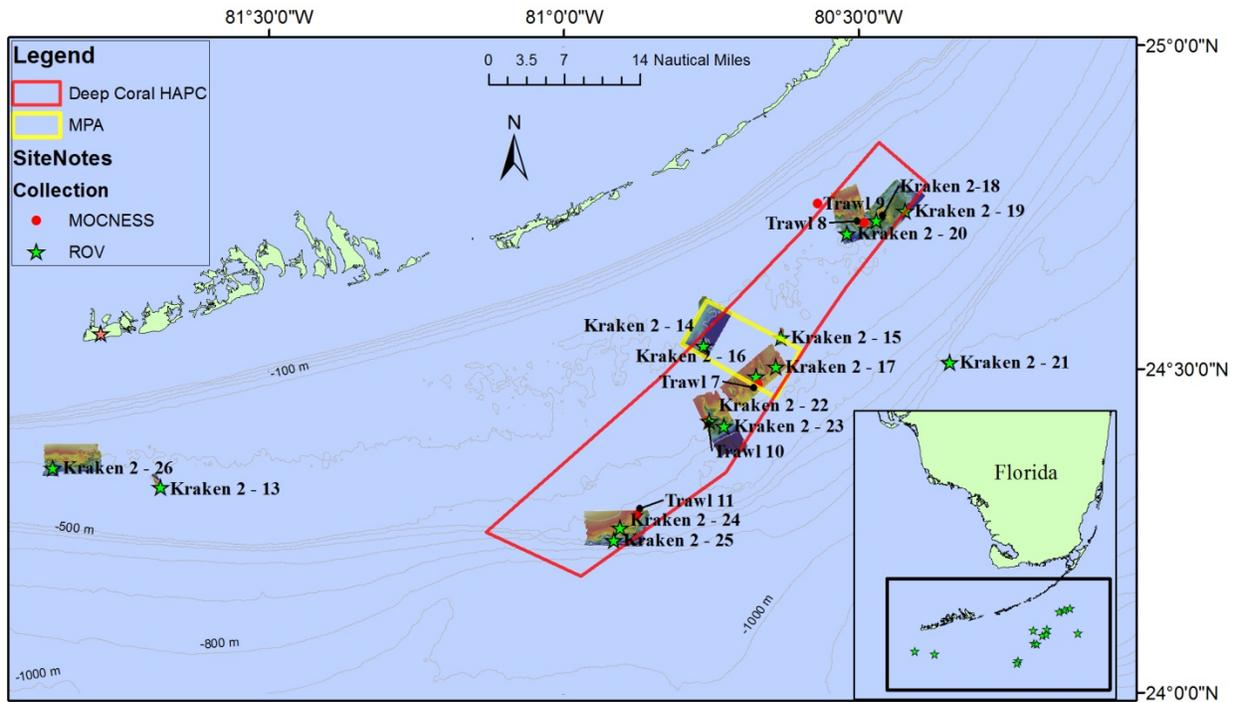 81°30'0"W 81°0'0"W 80°30'0"W
25°0'0"N
Legend
Deep Coral HAPC
MPA
SiteNotes
Collection
MOCNESS
ROV
0 3.5 7 14 Nautical Miles
N
Kraken 2-18
Trawl 9
Kraken 2 - 19
Trawl 8
Kraken 2 - 20
Kraken 2 - 14
Kraken 2 - 15
Kraken 2 - 16
Kraken 2 - 21
Kraken 2 - 17
24°30'0"N
-100 m
Trawl 7
Kraken 2 - 22
Kraken 2 - 23
Trawl 10
Kraken 2 - 26
Kraken 2 - 13
Florida
Trawl 11
Kraken 2 - 24
-500 m
Kraken 2 - 25
-1000 m
-800 m
-1000 m
24°0'0"N